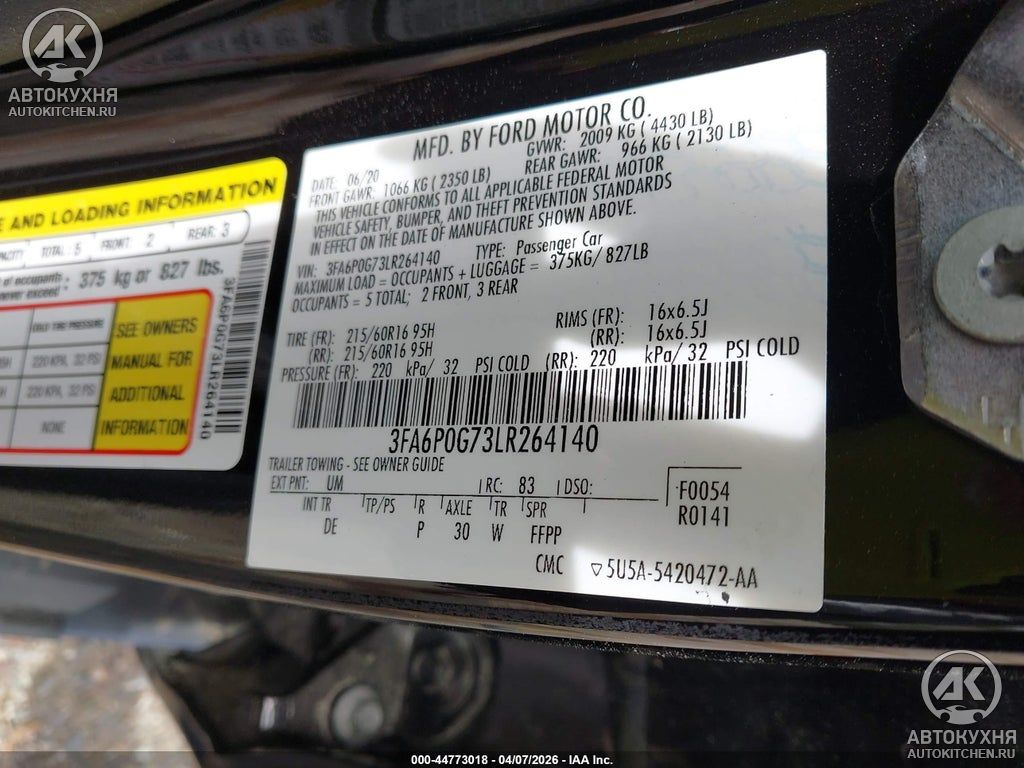 АК
АВТОКУХНЯ
AUTOKITCHEN.RU
AND LOADING INFORMATION
TOTAL : 5 FRONT : 2 REAR: 3
375 kg or 827 lbs.
COLD TIRE PRESSURE
220 KPA, 32 PSI
220 KPA, 32 PSI
NONE
SEE OWNERS
MANUAL FOR
ADDITIONAL
INFORMATION
3FA6P0G73LR264140
MFD. BY FORD MOTOR CO.
DATE: 06/20 GVWR: 2009 KG ( 4430 LB)
FRONT GAWR: 1066 KG ( 2350 LB) REAR GAWR: 966 KG ( 2130 LB)
THIS VEHICLE CONFORMS TO ALL APPLICABLE FEDERAL MOTOR
VEHICLE SAFETY, BUMPER, AND THEFT PREVENTION STANDARDS
IN EFFECT ON THE DATE OF MANUFACTURE SHOWN ABOVE.
VIN: 3FA6P0G73LR264140 TYPE: Passenger Car
MAXIMUM LOAD = OCCUPANTS + LUGGAGE = 375KG/ 827LB
OCCUPANTS = 5 TOTAL; 2 FRONT, 3 REAR
TIRE (FR): 215/60R16 95H RIMS (FR): 16x6.5J
(RR): 215/60R16 95H (RR): 16x6.5J
PRESSURE (FR): 220 kPa/ 32 PSI COLD (RR): 220 kPa/ 32 PSI COLD
3FA6P0G73LR264140
TRAILER TOWING - SEE OWNER GUIDE
EXT PNT: UM RC: 83 DSO: F0054
INT TR TP/PS R AXLE TR SPR R0141
DE P 30 W FFPP
CMC ▽5U5A-5420472-AA
АК
АВТОКУХНЯ
AUTOKITCHEN.RU
000-44773018 - 04/07/2026 - IAA Inc.